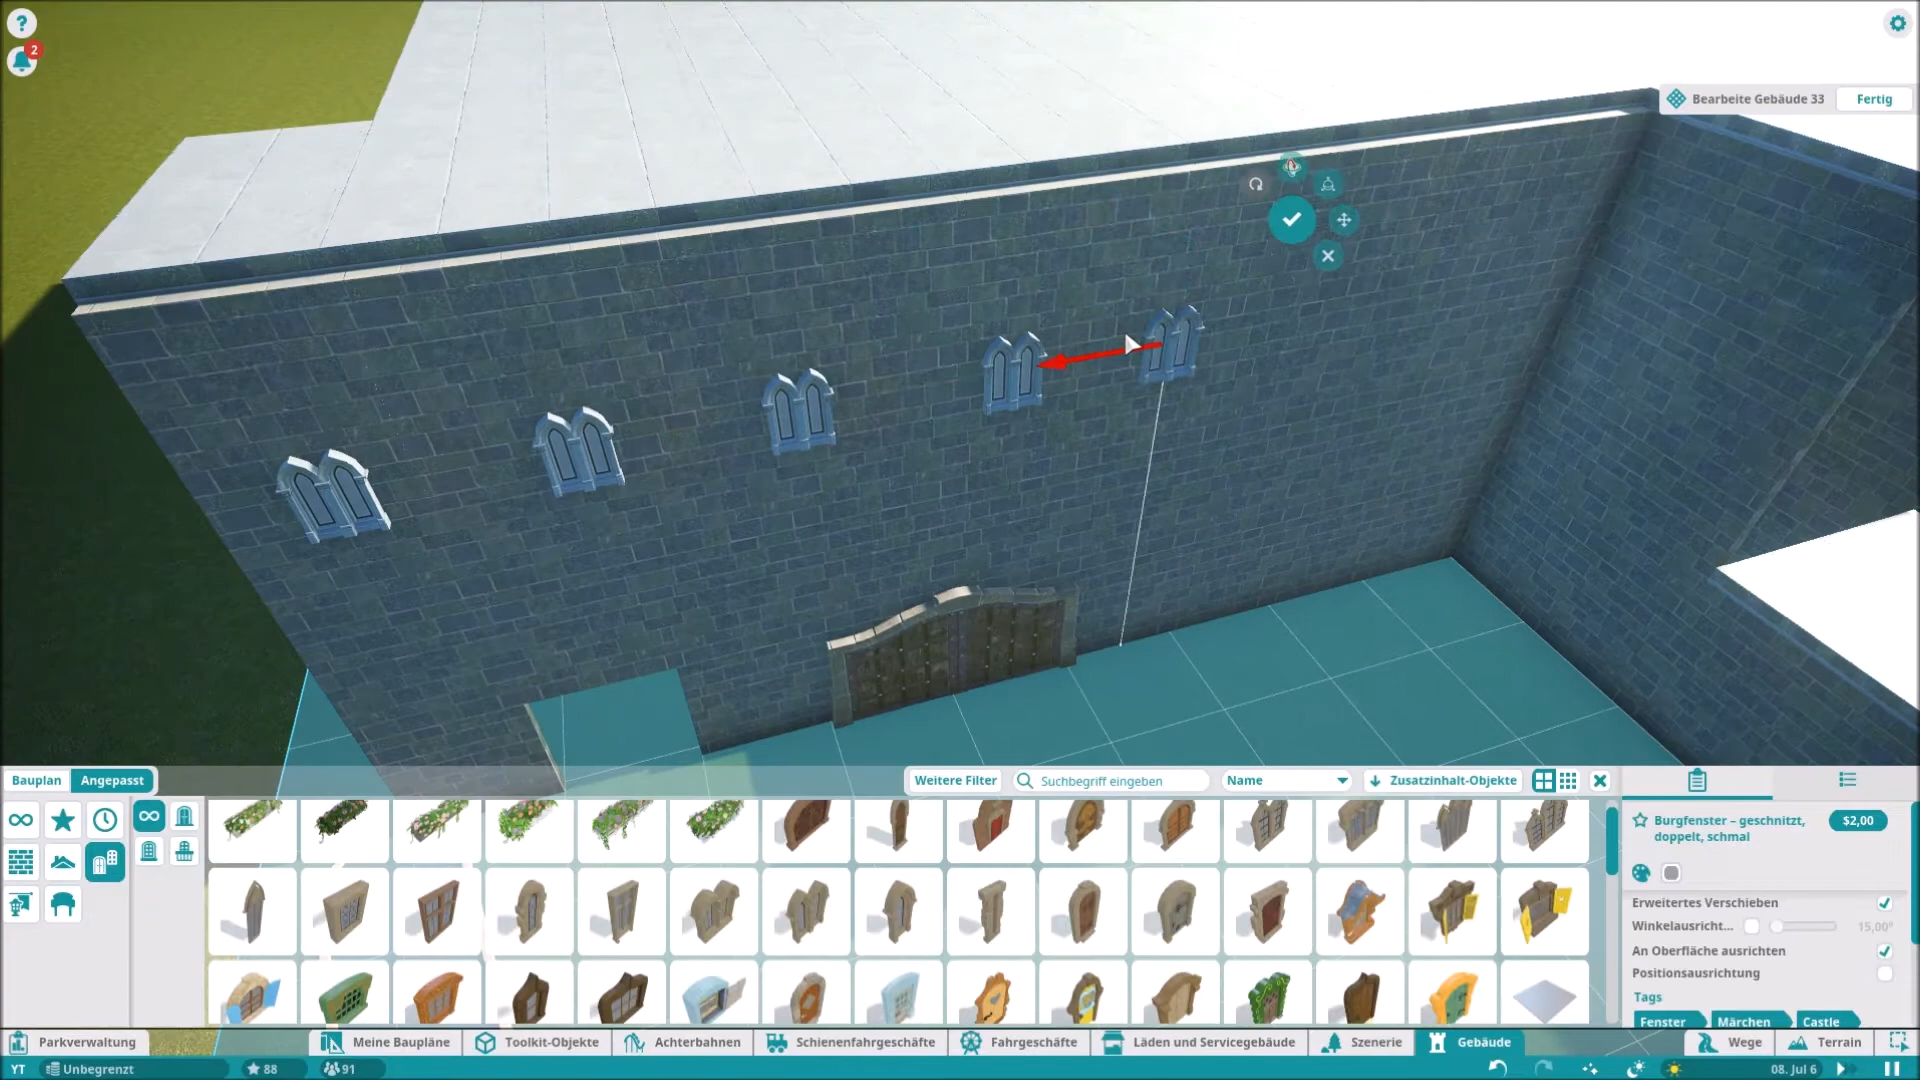 ?
2
Bearbeite Gebäude 33
Fertig
Bauplan
Angepasst
Weitere Filter
Suchbegriff eingeben
Name
Zusatzinhalt-Objekte
Burgfenster – geschnitzt,
doppelt, schmal
$2,00
Erweitertes Verschieben
Winkelausricht...
15,00°
An Oberfläche ausrichten
Positionsausrichtung
Tags
Fenster
Märchen
Castle
Parkverwaltung
Meine Baupläne
Toolkit-Objekte
Achterbahnen
Schienenfahrgeschäfte
Fahrgeschäfte
Läden und Servicegebäude
Szenerie
Gebäude
Wege
Terrain
YT
Unbegrenzt
88
91
08. Jul 6